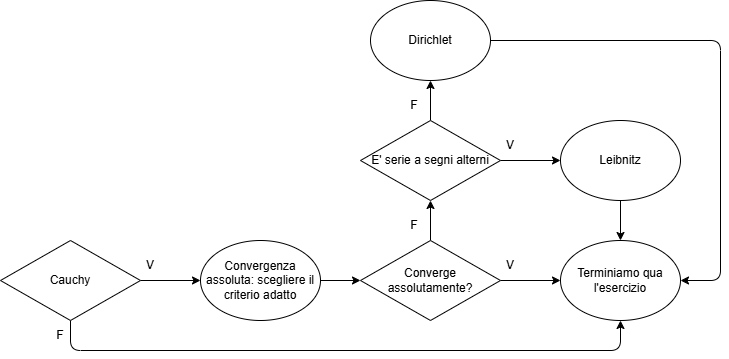 Dirichlet
F
E' serie a segni alterni
V
Leibnitz
F
Cauchy
V
Convergenza
assoluta: scegliere il
criterio adatto
Converge
assolutamente?
V
Terminiamo qua
l'esercizio
F